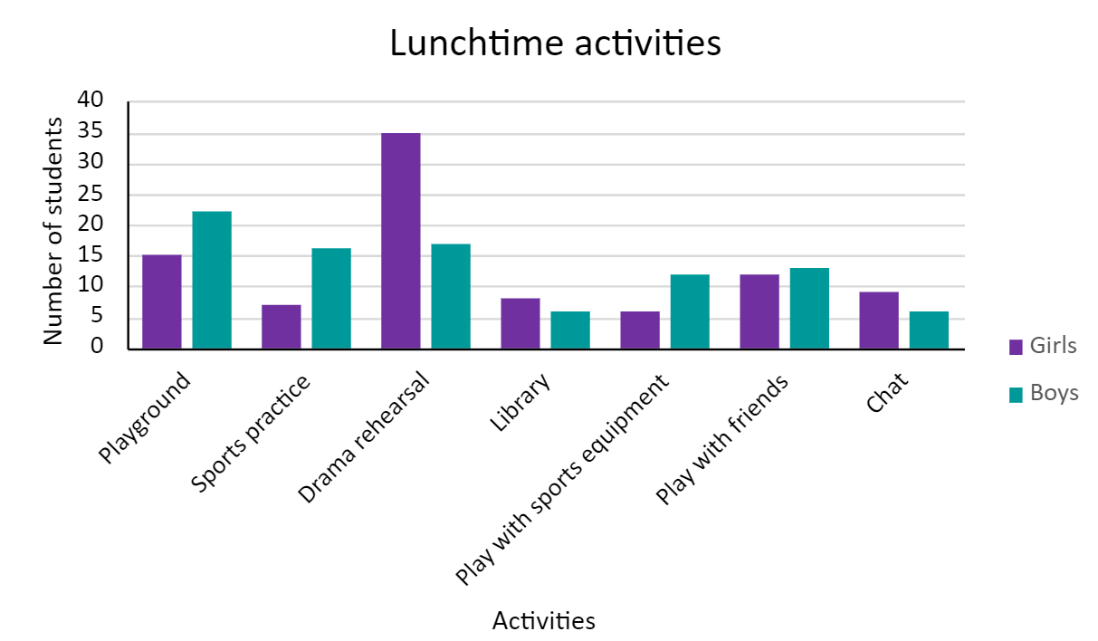 Lunchtime activities
Number of students
40
35
30
25
20
15
10
5
0
Playground
Sports practice
Drama rehearsal
Library
Play with sports equipment
Play with friends
Chat
Activities
Girls
Boys